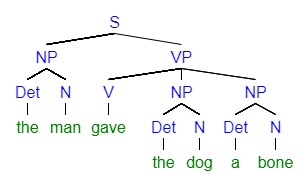 S
NP VP
Det N V NP NP
the man gave Det N Det N
the dog a bone